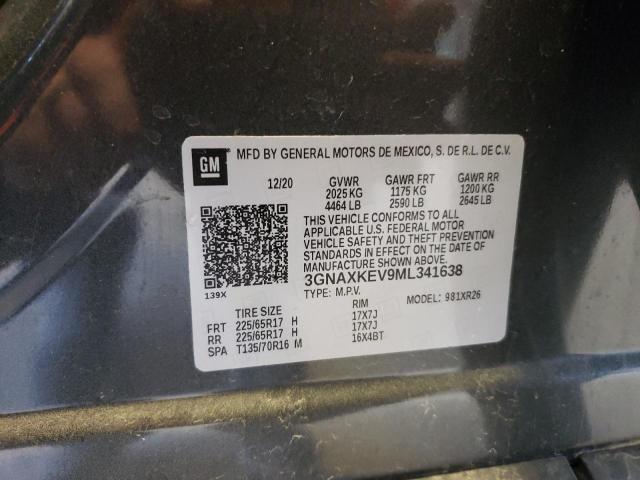 GM
MFD BY GENERAL MOTORS DE MEXICO, S. DE R.L. DE C.V.
12/20 GVWR GAWR FRT GAWR RR
2025 KG 1175 KG 1200 KG
4464 LB 2590 LB 2645 LB
THIS VEHICLE CONFORMS TO ALL
APPLICABLE U.S. FEDERAL MOTOR
VEHICLE SAFETY AND THEFT PREVENTION
STANDARDS IN EFFECT ON THE DATE OF
MANUFACTURE SHOWN ABOVE.
3GNAXKEV9ML341638
139X
TYPE: M.P.V. MODEL: 981XR26
TIRE SIZE RIM
FRT 225/65R17 H 17X7J
RR 225/65R17 H 17X7J
SPA T135/70R16 M 16X4BT